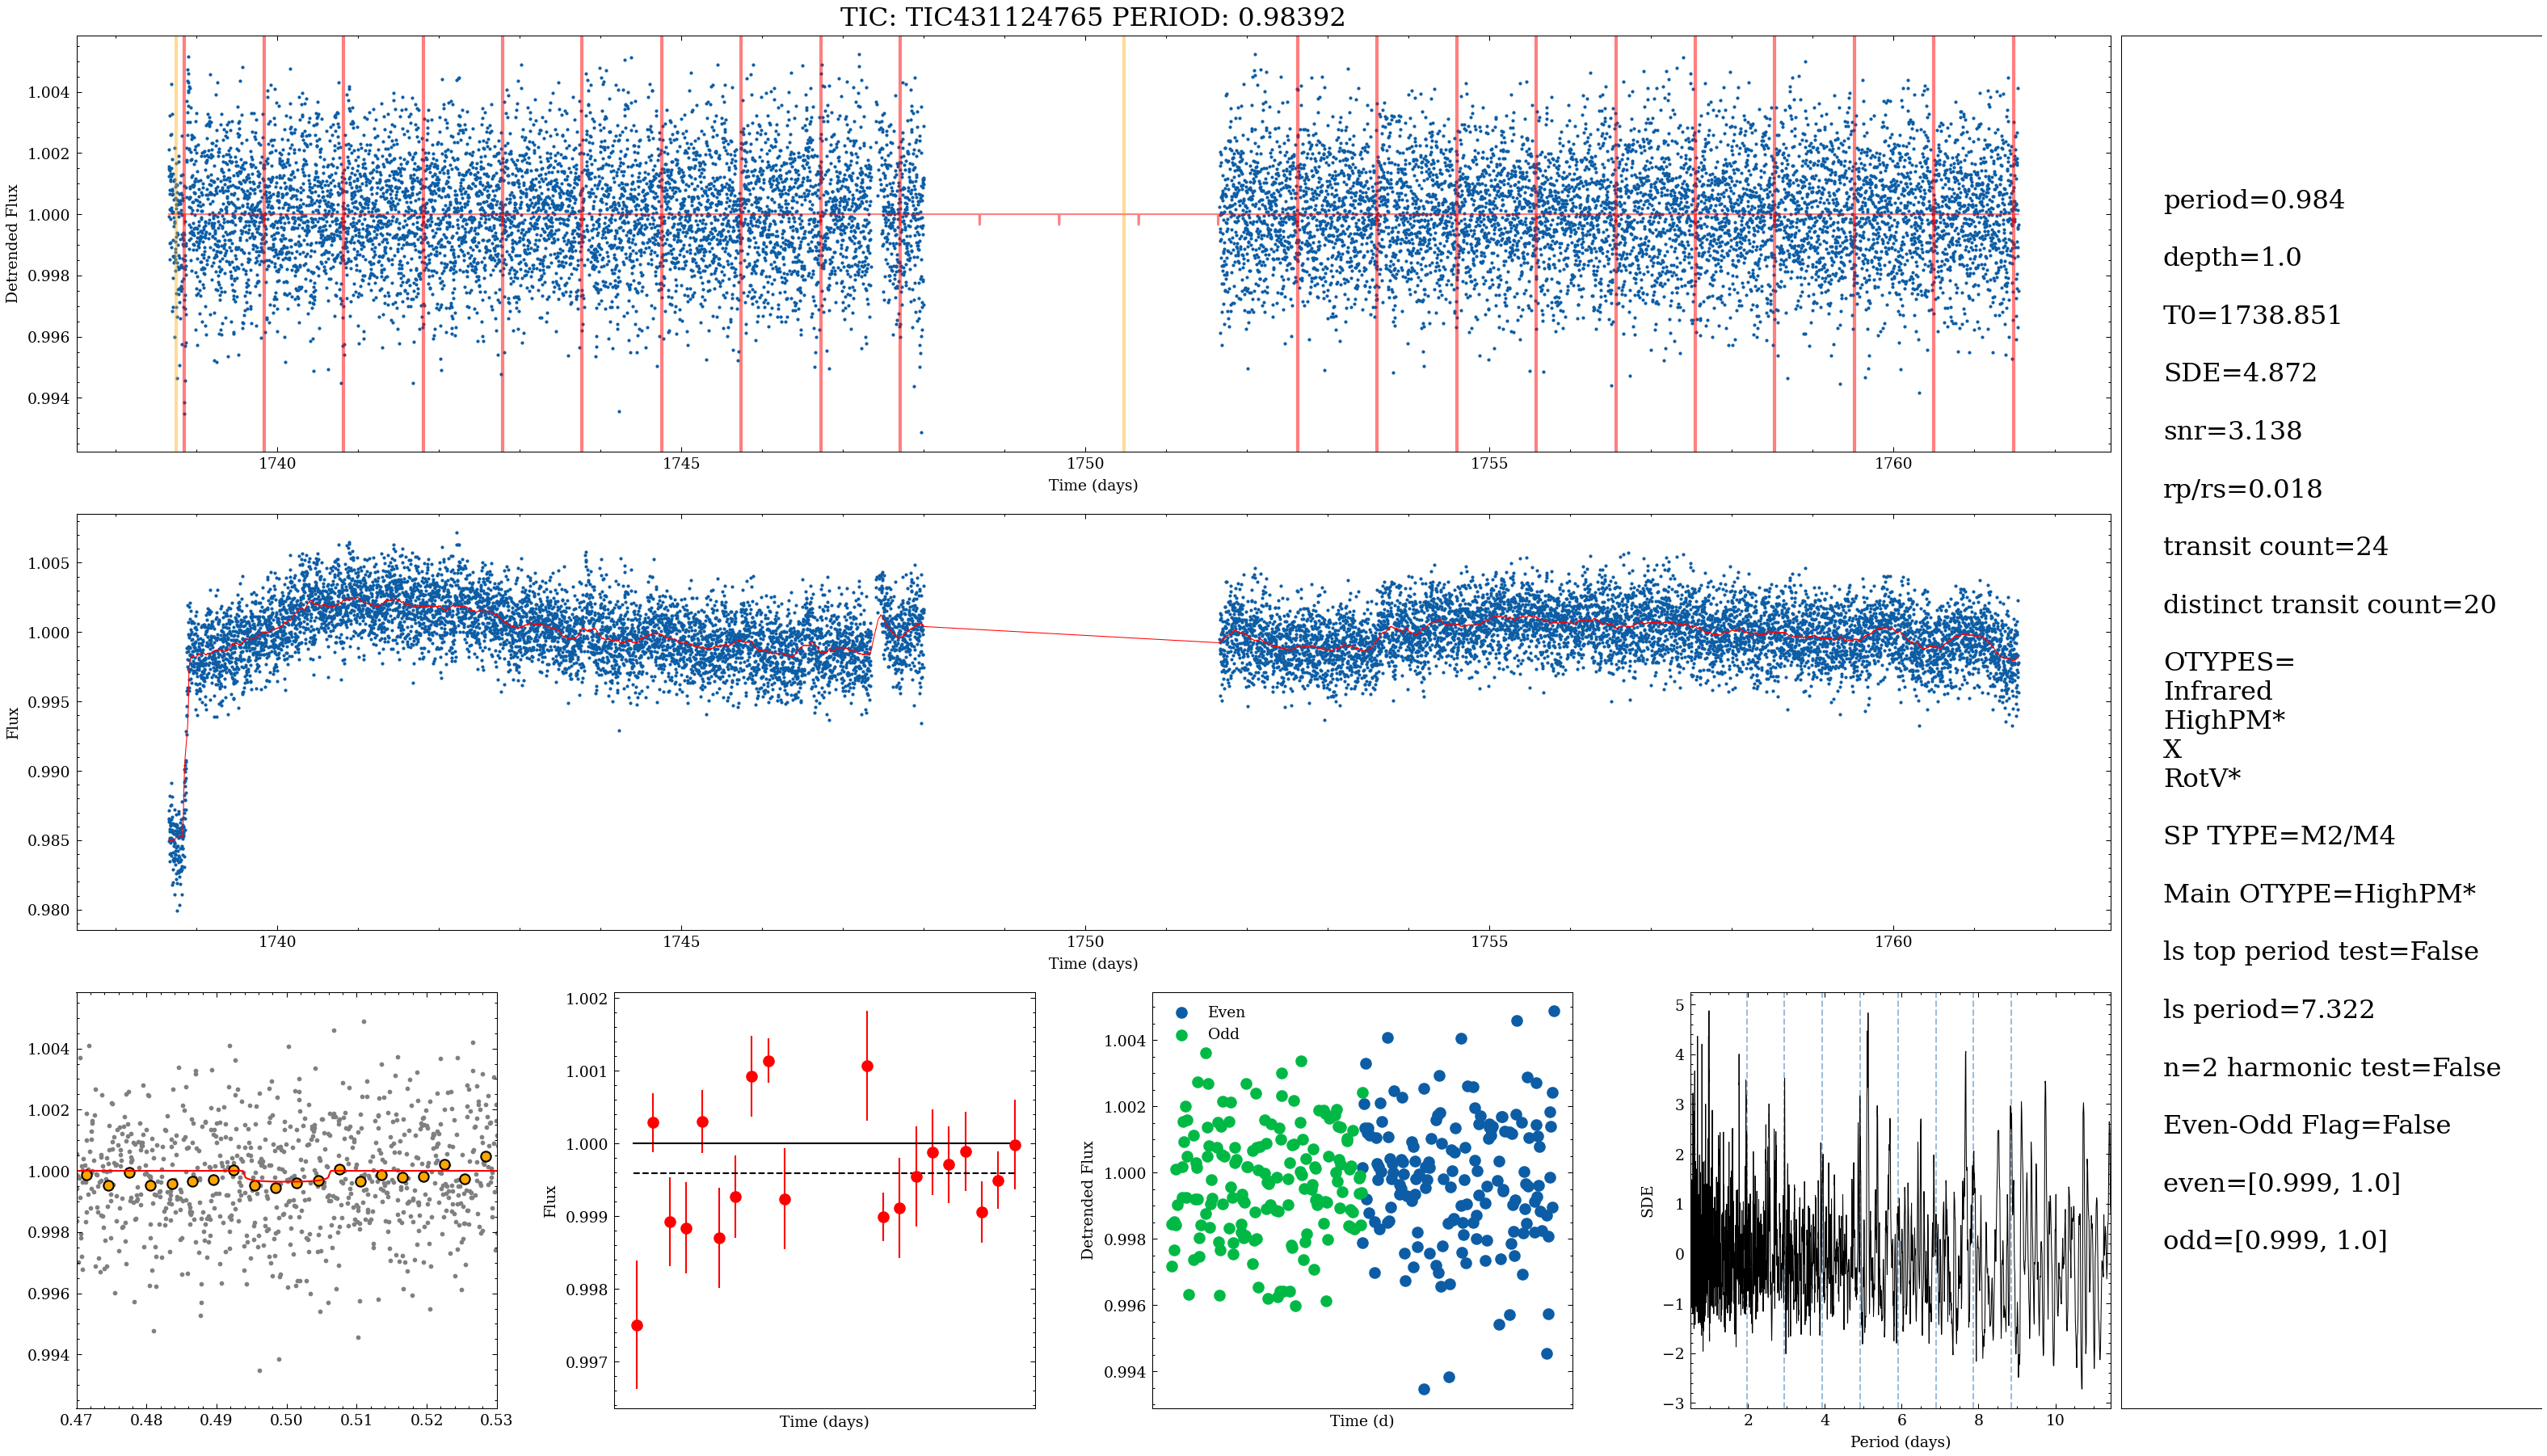 TIC: TIC431124765 PERIOD: 0.98392
Detrended Flux
1.004
1.002
1.000
0.998
0.996
0.994
1740
1745
1750
1755
1760
Time (days)
Flux
1.005
1.000
0.995
0.990
0.985
0.980
1740
1745
1750
1755
1760
Time (days)
1.004
1.002
1.000
0.998
0.996
0.994
0.47
0.48
0.49
0.50
0.51
0.52
0.53
Flux
1.002
1.001
1.000
0.999
0.998
0.997
Time (days)
Detrended Flux
1.004
1.002
1.000
0.998
0.996
0.994
Even
Odd
Time (d)
SDE
5
4
3
2
1
0
−1
−2
−3
2
4
6
8
10
Period (days)
period=0.984
depth=1.0
T0=1738.851
SDE=4.872
snr=3.138
rp/rs=0.018
transit count=24
distinct transit count=20
OTYPES=
Infrared
HighPM*
X
RotV*
SP TYPE=M2/M4
Main OTYPE=HighPM*
ls top period test=False
ls period=7.322
n=2 harmonic test=False
Even-Odd Flag=False
even=[0.999, 1.0]
odd=[0.999, 1.0]